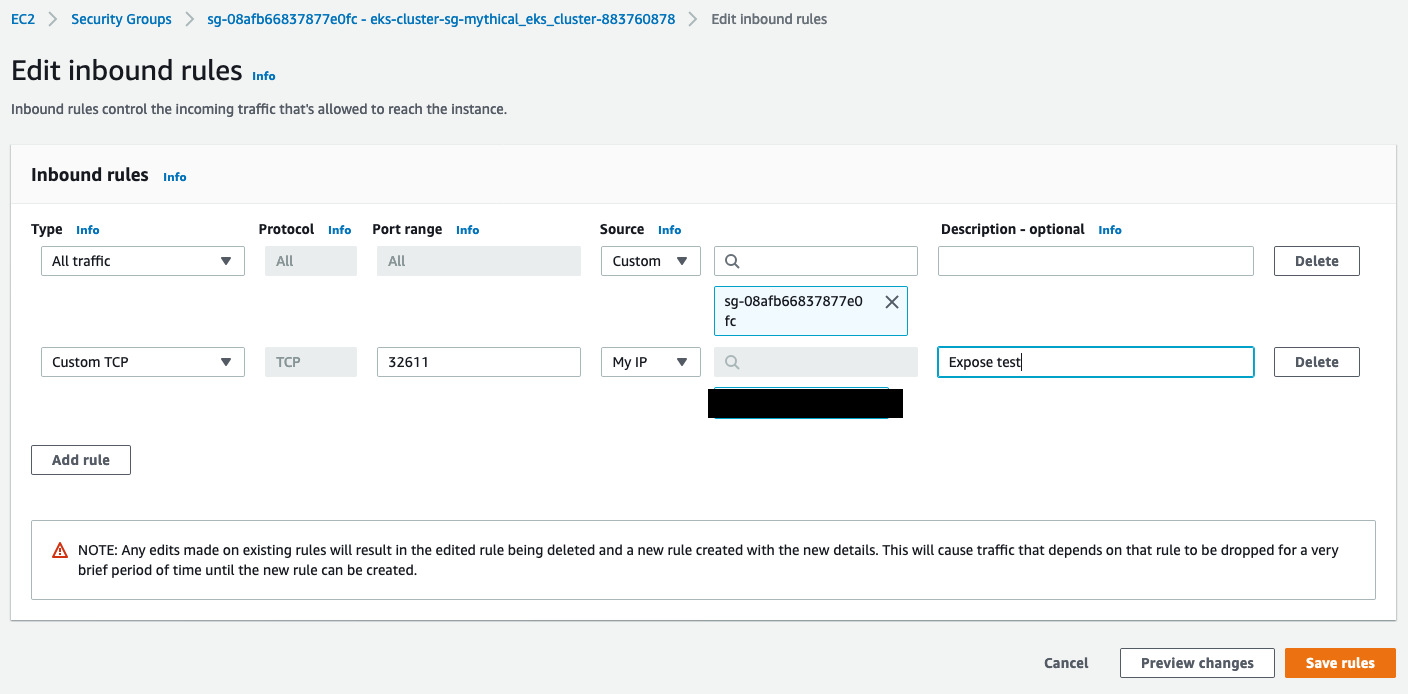 EC2 > Security Groups > sg-08afb66837877e0fc - eks-cluster-sg-mythical_eks_cluster-883760878 > Edit inbound rules
Edit inbound rules Info
Inbound rules control the incoming traffic that's allowed to reach the instance.
Inbound rules Info
Type Info Protocol Info Port range Info Source Info Description - optional Info
All traffic All All Custom Delete
sg-08afb66837877e0
fc
Custom TCP TCP 32611 My IP Expose test Delete
Add rule
NOTE: Any edits made on existing rules will result in the edited rule being deleted and a new rule created with the new details. This will cause traffic that depends on that rule to be dropped for a very
brief period of time until the new rule can be created.
Cancel Preview changes Save rules